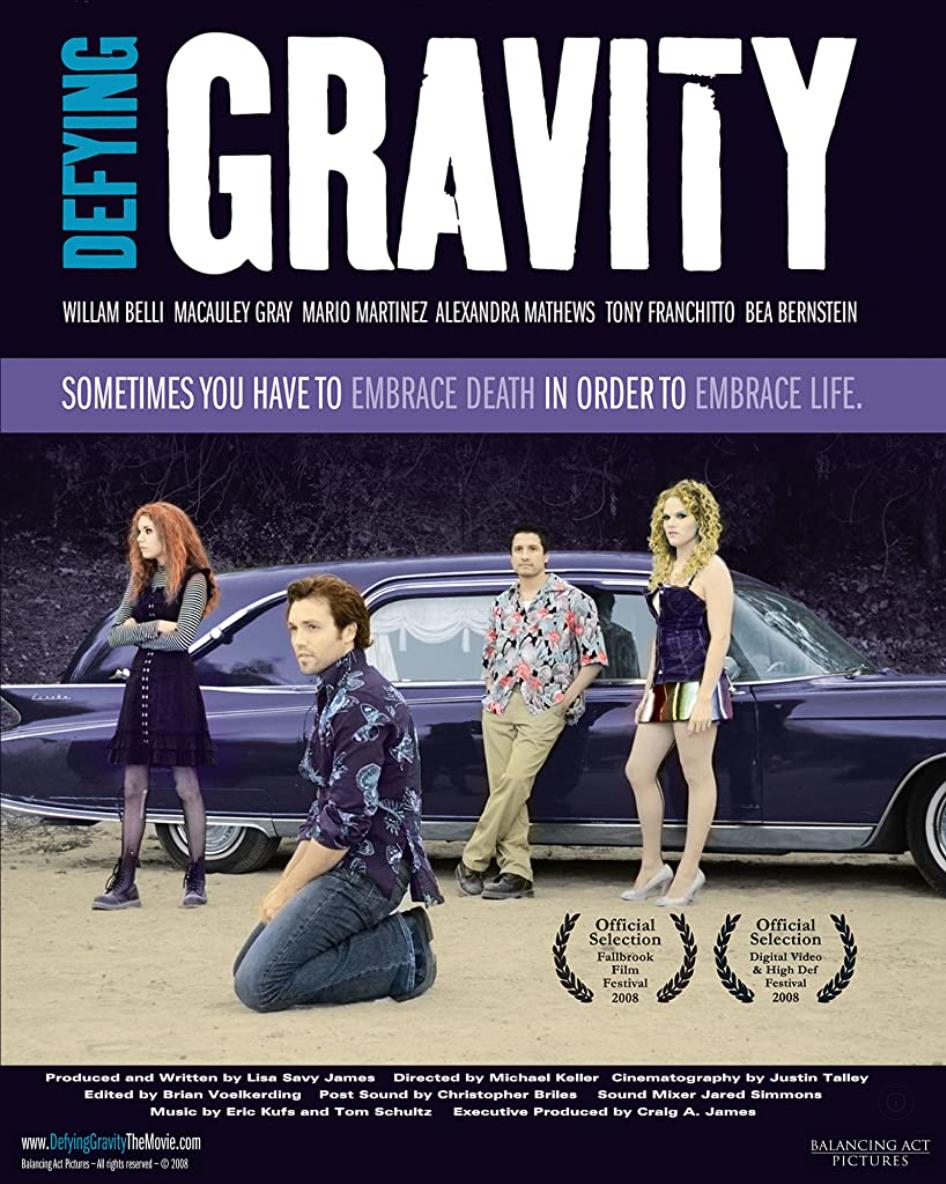 DEFYING
GRAVITY
WILLAM BELLI MACAULEY GRAY MARIO MARTINEZ ALEXANDRA MATHEWS TONY FRANCHITTO BEA BERNSTEIN
SOMETIMES YOU HAVE TO EMBRACE DEATH IN ORDER TO EMBRACE LIFE.
Official
Selection
Fallbrook
Film
Festival
2008
Official
Selection
Digital Video
& High Def
Festival
2008
Produced and Written by Lisa Savy James Directed by Michael Keller Cinematography by Justin Talley
Edited by Brian Voelkerding Post Sound by Christopher Briles Sound Mixer Jared Simmons
Music by Eric Kufs and Tom Schultz Executive Produced by Craig A. James
www.DefyingGravityTheMovie.com
Balancing Act Pictures – All rights reserved – © 2008
BALANCING ACT
PICTURES